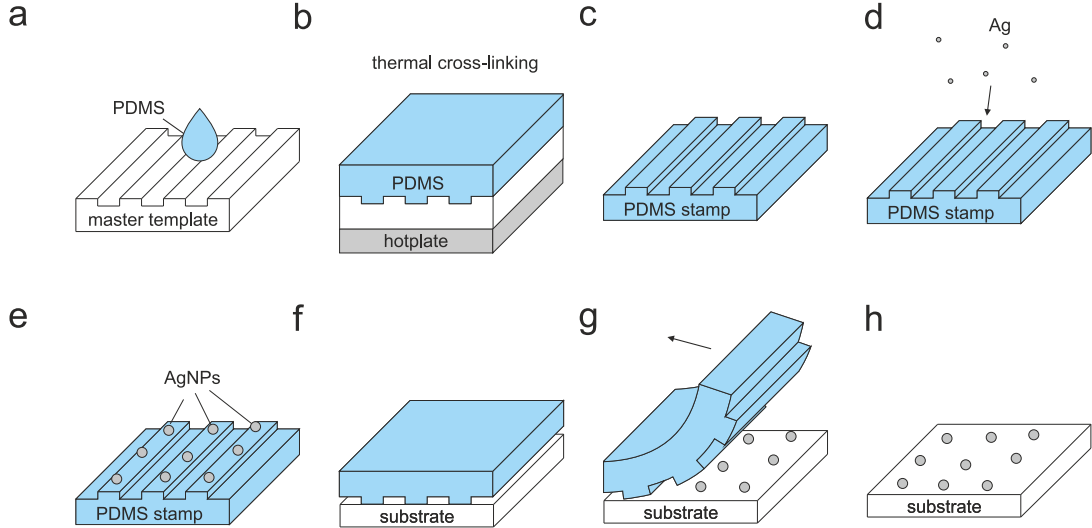 a
b
c
d
thermal cross-linking
Ag
PDMS
PDMS
master template
hotplate
PDMS stamp
PDMS stamp
e
f
g
h
AgNPs
PDMS stamp
substrate
substrate
substrate